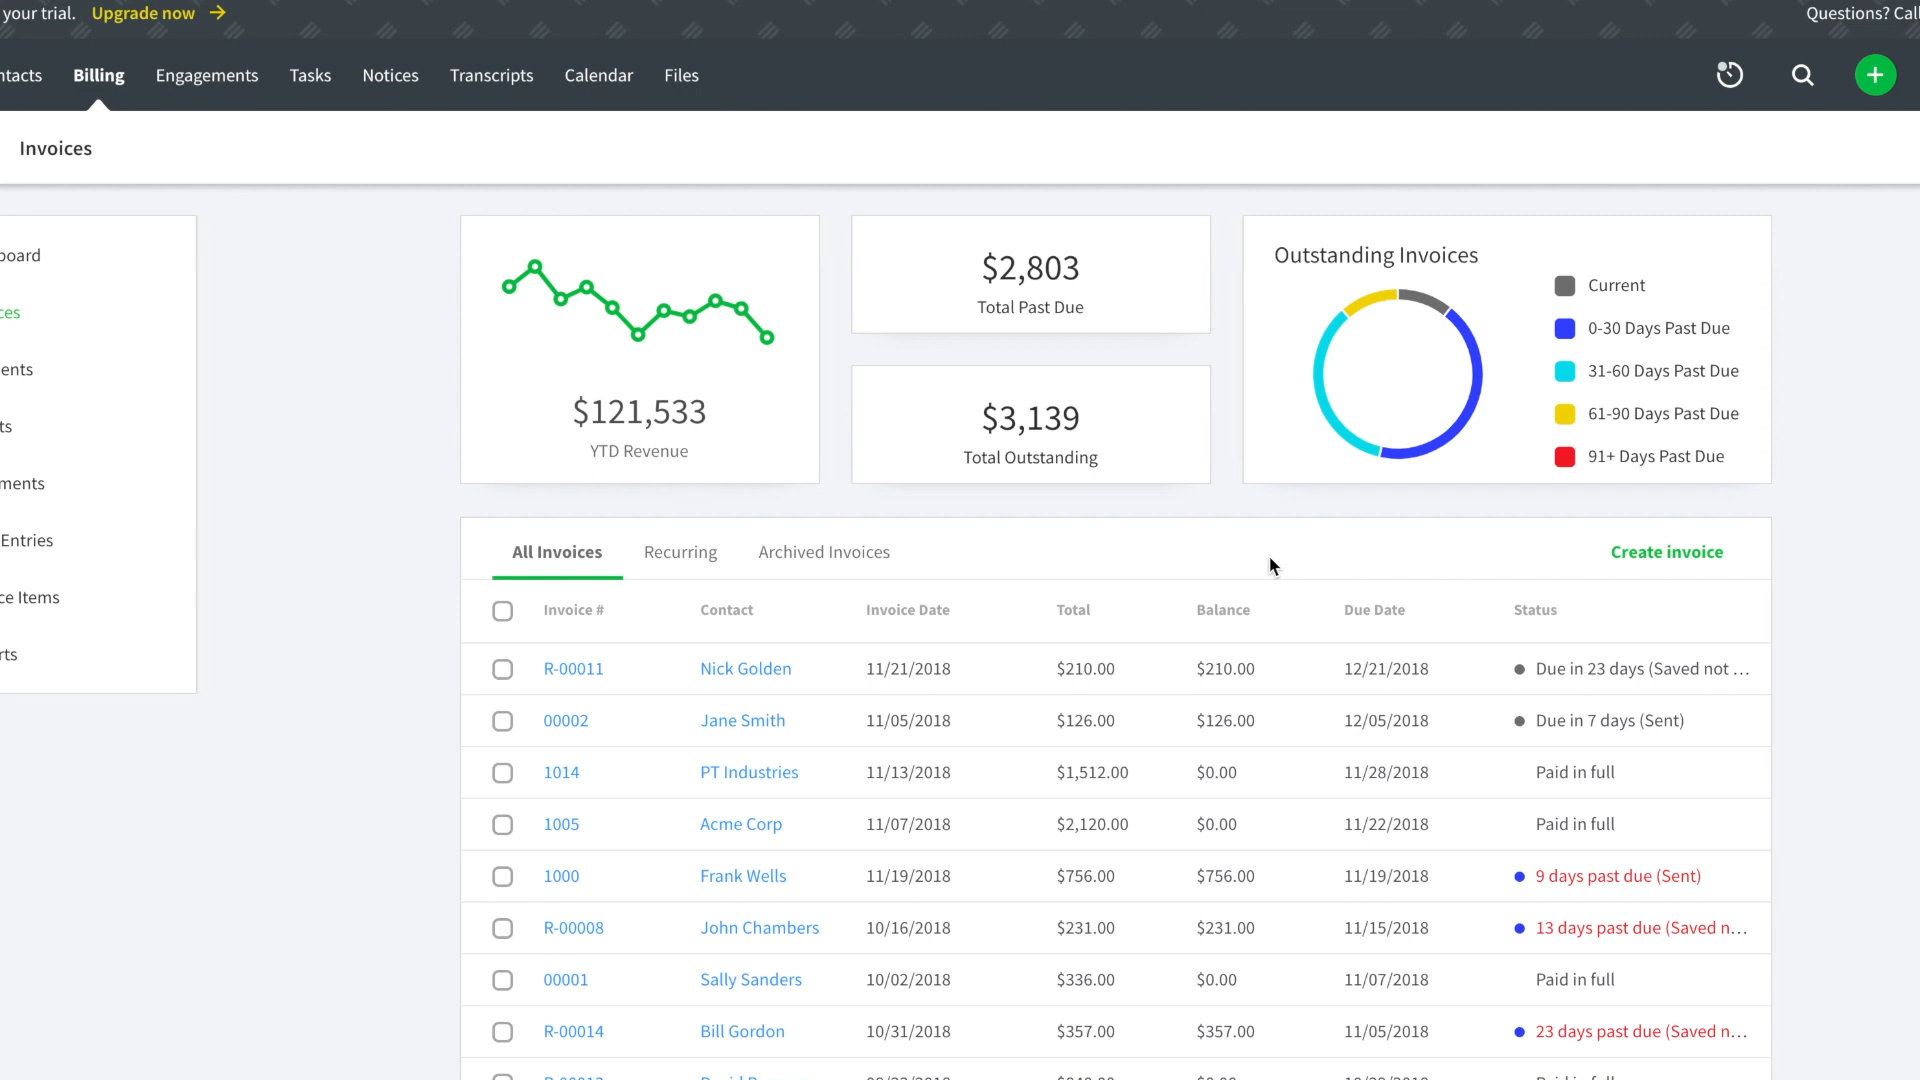 your trial. Upgrade now
Questions? Call
ntacts Billing Engagements Tasks Notices Transcripts Calendar Files
Invoices
board
ces
ents
ts
ments
Entries
ce Items
rts
$121,533
YTD Revenue
$2,803
Total Past Due
$3,139
Total Outstanding
Outstanding Invoices
Current
0-30 Days Past Due
31-60 Days Past Due
61-90 Days Past Due
91+ Days Past Due
All Invoices Recurring Archived Invoices Create invoice
Invoice # Contact Invoice Date Total Balance Due Date Status
R-00011 Nick Golden 11/21/2018 $210.00 $210.00 12/21/2018 Due in 23 days (Saved not ...
00002 Jane Smith 11/05/2018 $126.00 $126.00 12/05/2018 Due in 7 days (Sent)
1014 PT Industries 11/13/2018 $1,512.00 $0.00 11/28/2018 Paid in full
1005 Acme Corp 11/07/2018 $2,120.00 $0.00 11/22/2018 Paid in full
1000 Frank Wells 11/19/2018 $756.00 $756.00 11/19/2018 9 days past due (Sent)
R-00008 John Chambers 10/16/2018 $231.00 $231.00 11/15/2018 13 days past due (Saved n...
00001 Sally Sanders 10/02/2018 $336.00 $0.00 11/07/2018 Paid in full
R-00014 Bill Gordon 10/31/2018 $357.00 $357.00 11/05/2018 23 days past due (Saved n...